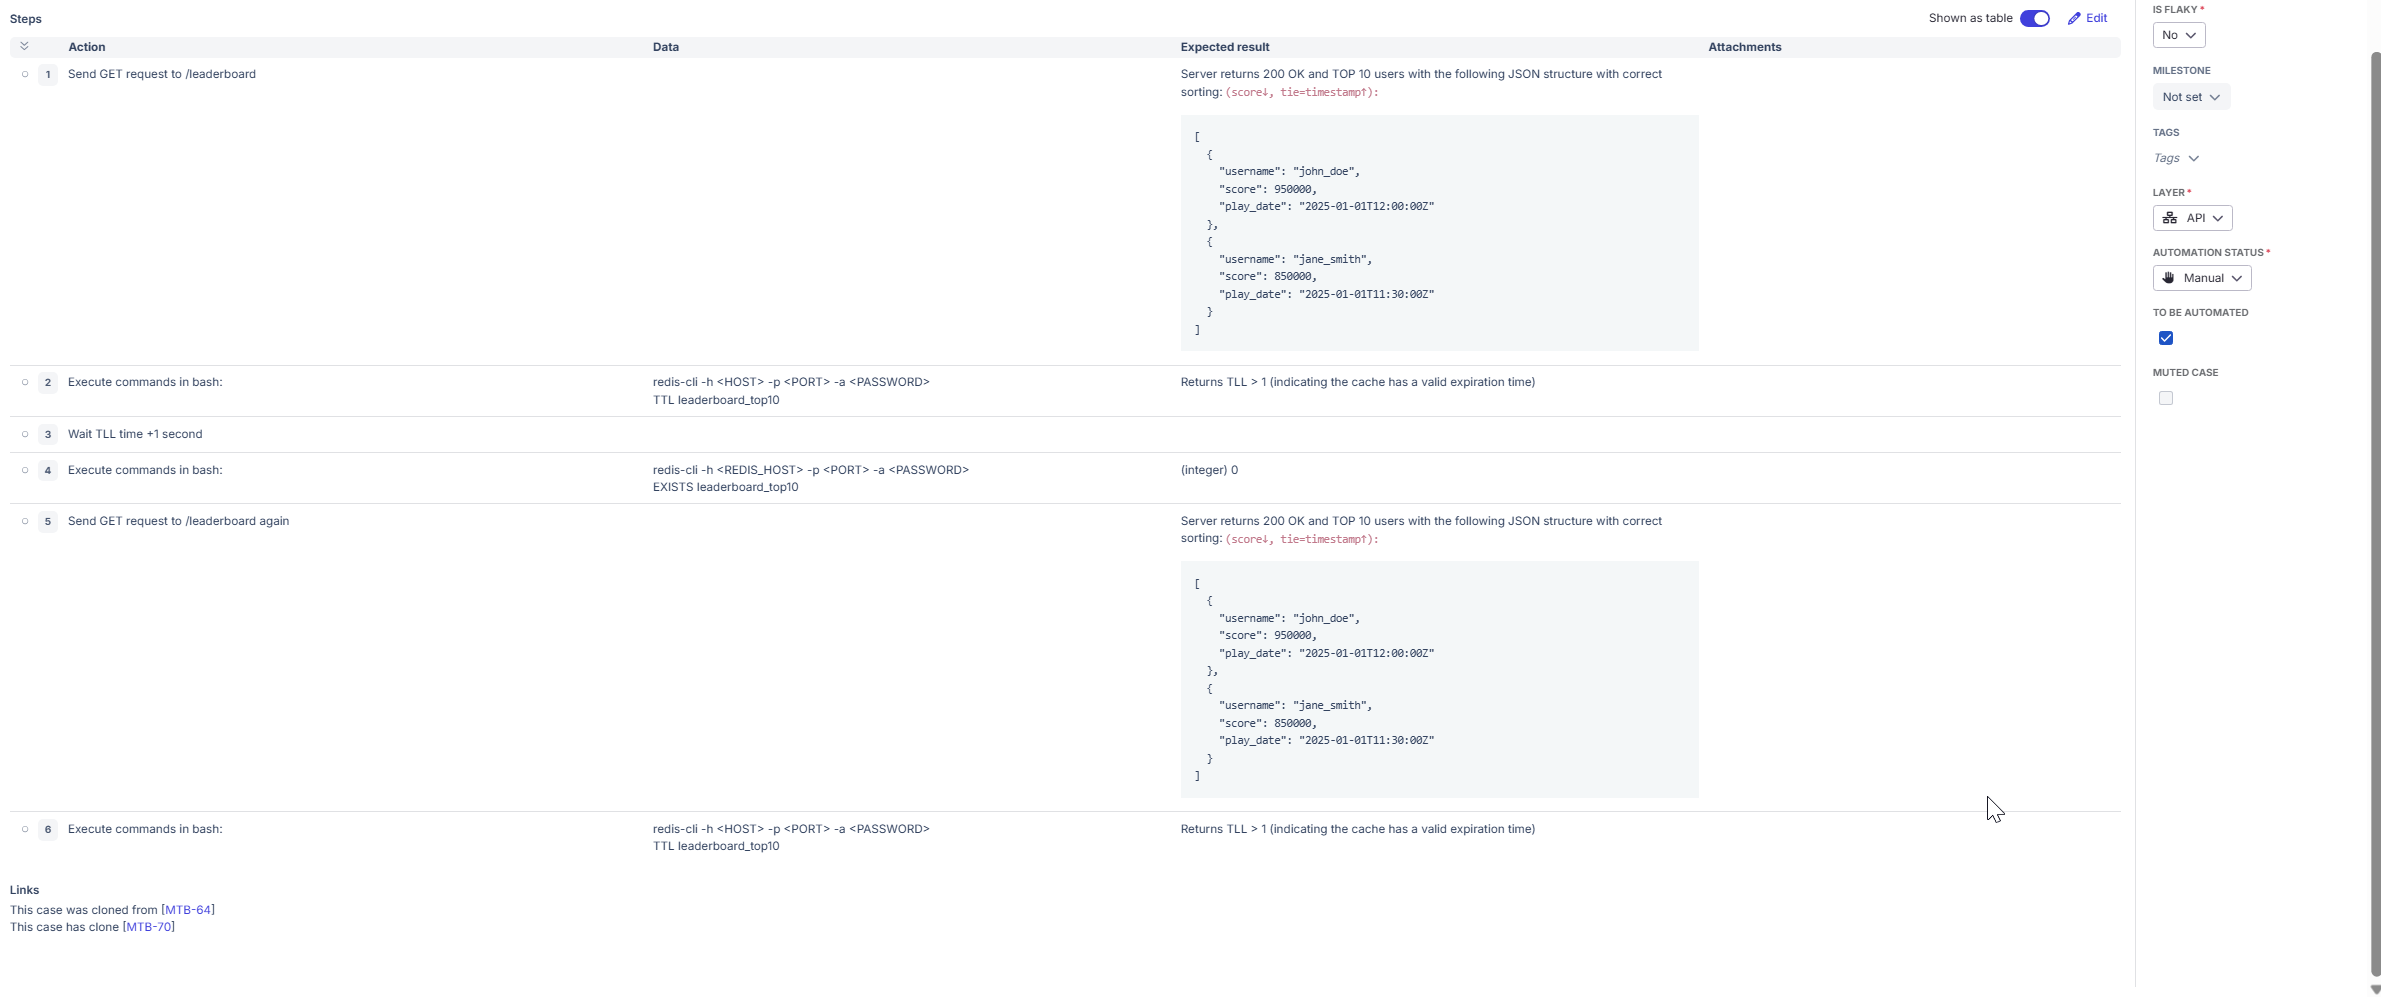 Steps
Shown as table
Edit
Action Data Expected result Attachments
1 Send GET request to /leaderboard
Server returns 200 OK and TOP 10 users with the following JSON structure with correct
sorting: (score↓, tie=timestamp↑):
[
  {
    "username": "john_doe",
    "score": 950000,
    "play_date": "2025-01-01T12:00:00Z"
  },
  {
    "username": "jane_smith",
    "score": 850000,
    "play_date": "2025-01-01T11:30:00Z"
  }
]
2 Execute commands in bash:
redis-cli -h <HOST> -p <PORT> -a <PASSWORD>
TTL leaderboard_top10
Returns TLL > 1 (indicating the cache has a valid expiration time)
3 Wait TLL time +1 second
4 Execute commands in bash:
redis-cli -h <REDIS_HOST> -p <PORT> -a <PASSWORD>
EXISTS leaderboard_top10
(integer) 0
5 Send GET request to /leaderboard again
Server returns 200 OK and TOP 10 users with the following JSON structure with correct
sorting: (score↓, tie=timestamp↑):
[
  {
    "username": "john_doe",
    "score": 950000,
    "play_date": "2025-01-01T12:00:00Z"
  },
  {
    "username": "jane_smith",
    "score": 850000,
    "play_date": "2025-01-01T11:30:00Z"
  }
]
6 Execute commands in bash:
redis-cli -h <HOST> -p <PORT> -a <PASSWORD>
TTL leaderboard_top10
Returns TLL > 1 (indicating the cache has a valid expiration time)
Links
This case was cloned from [MTB-64]
This case has clone [MTB-70]
IS FLAKY *
No
MILESTONE
Not set
TAGS
Tags
LAYER *
API
AUTOMATION STATUS *
Manual
TO BE AUTOMATED
MUTED CASE